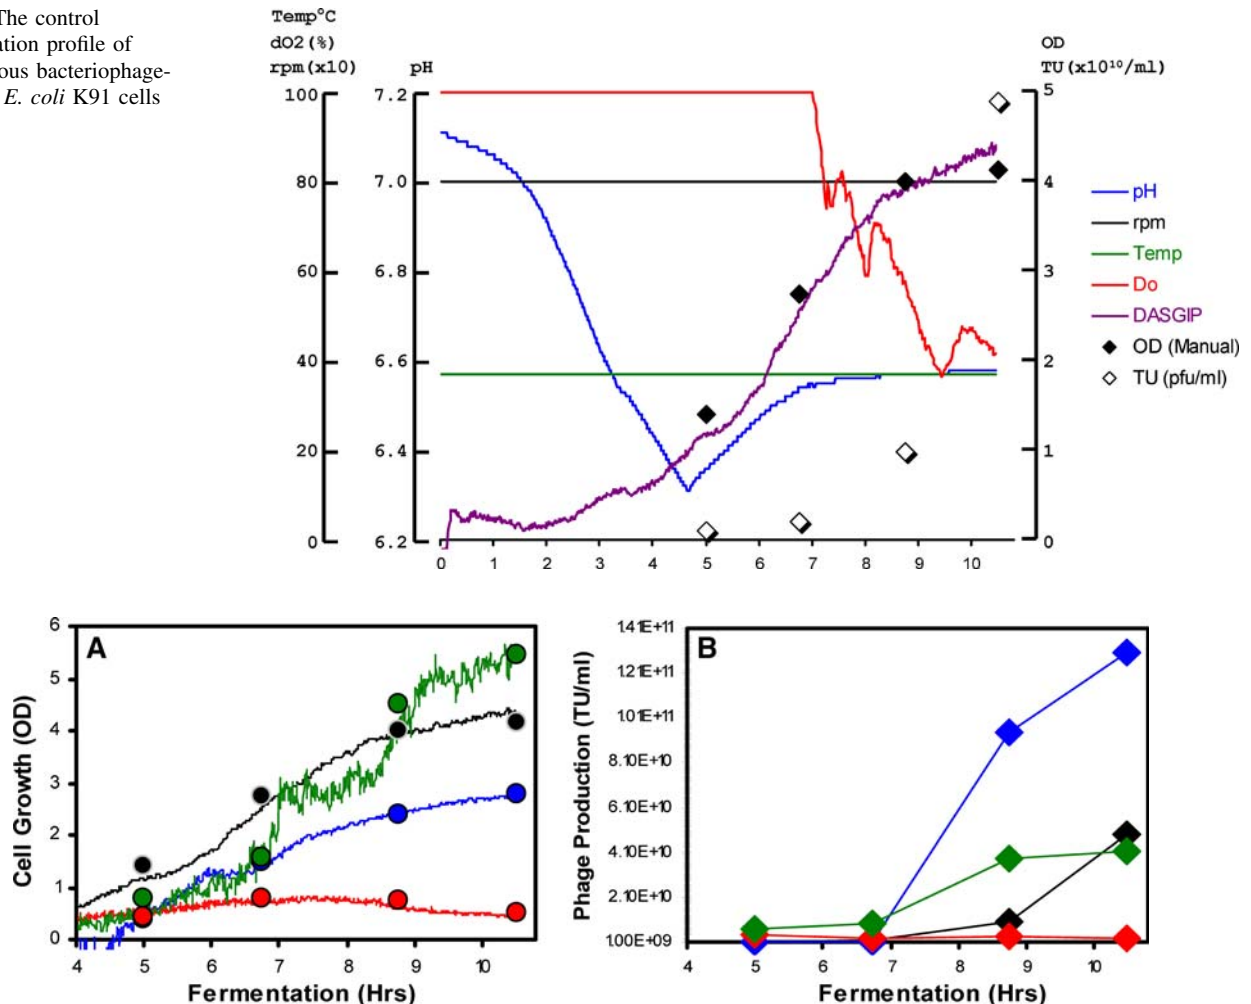 The control
ation profile of
ous bacteriophage-
E. coli K91 cells
Temp°C
dO2(%)
rpm(x10)
pH
OD
TU(x10¹⁰/ml)
100
80
60
40
20
0
7.2
7.0
6.8
6.6
6.4
6.2
5
4
3
2
1
0
0 1 2 3 4 5 6 7 8 9 10
pH
rpm
Temp
Do
DASGIP
OD (Manual)
TU (pfu/ml)
A
Cell Growth (OD)
6
5
4
3
2
1
0
4 5 6 7 8 9 10
Fermentation (Hrs)
B
Phage Production (TU/ml)
1.41E+11
1.21E+11
1.01E+11
8.10E+10
6.10E+10
4.10E+10
2.10E+10
1.00E+09
4 5 6 7 8 9 10
Fermentation (Hrs)